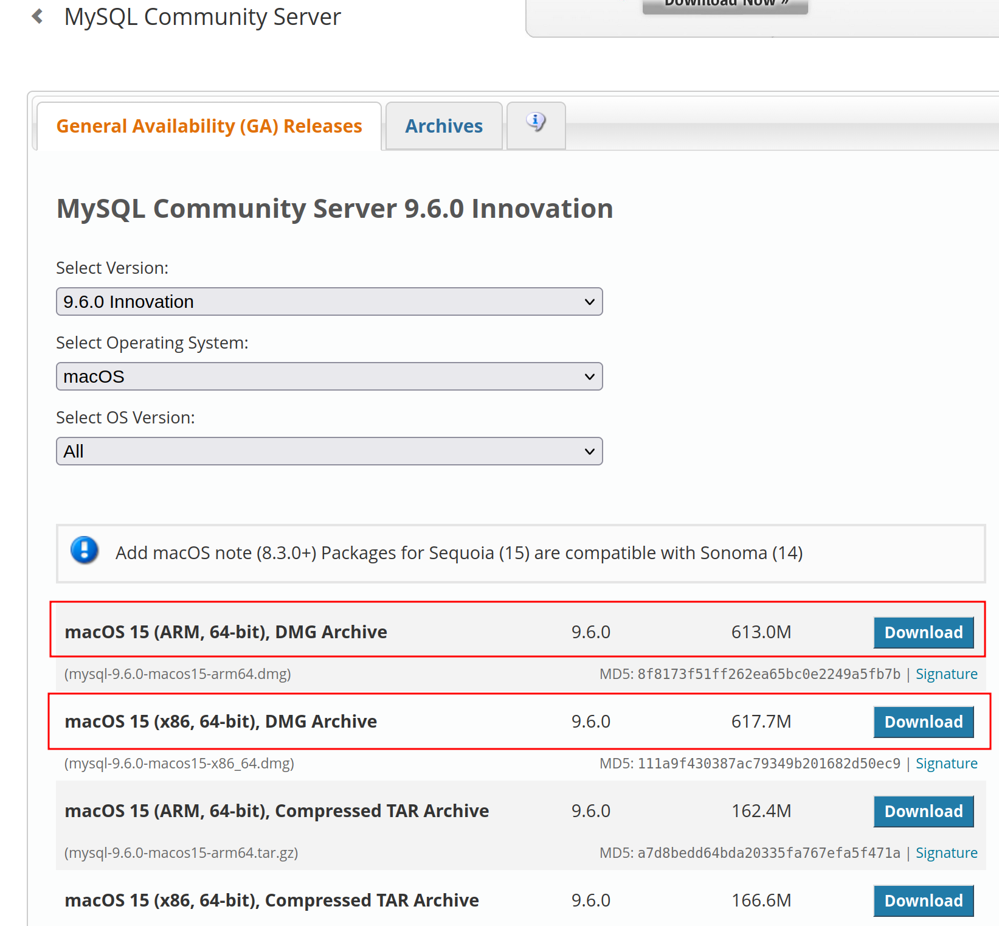 Download Now »
MySQL Community Server
General Availability (GA) Releases
Archives
MySQL Community Server 9.6.0 Innovation
Select Version:
9.6.0 Innovation
Select Operating System:
macOS
Select OS Version:
All
Add macOS note (8.3.0+) Packages for Sequoia (15) are compatible with Sonoma (14)
macOS 15 (ARM, 64-bit), DMG Archive 9.6.0 613.0M Download
(mysql-9.6.0-macos15-arm64.dmg) MD5: 8f8173f51ff262ea65bc0e2249a5fb7b | Signature
macOS 15 (x86, 64-bit), DMG Archive 9.6.0 617.7M Download
(mysql-9.6.0-macos15-x86_64.dmg) MD5: 111a9f430387ac79349b201682d50ec9 | Signature
macOS 15 (ARM, 64-bit), Compressed TAR Archive 9.6.0 162.4M Download
(mysql-9.6.0-macos15-arm64.tar.gz) MD5: a7d8bedd64bda20335fa767efa5f471a | Signature
macOS 15 (x86, 64-bit), Compressed TAR Archive 9.6.0 166.6M Download